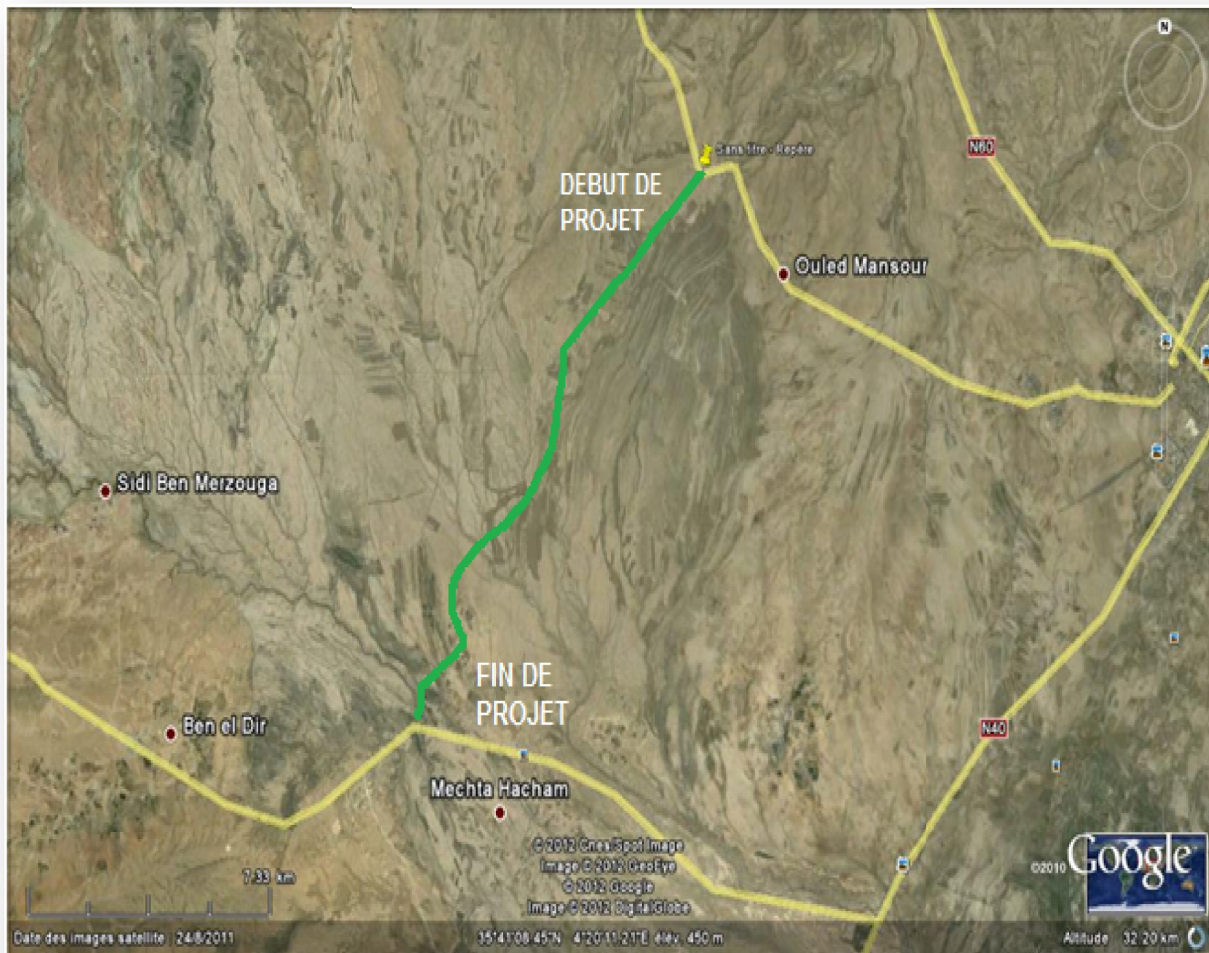 N
Sans titre - Repère
N60
DEBUT DE
PROJET
Ouled Mansour
Sidi Ben Merzouga
FIN DE
PROJET
Ben el Dir
N40
Mechta Hacham
© 2012 Cnes/Spot Image
Image © 2012 GeoEye
© 2012 Google
Image © 2012 DigitalGlobe
©2010 Google
7.33 km
Date des images satellite : 24/8/2011
35°41'08.45"N 4°20'11.21"E élév. 450 m
Altitude 32.20 km